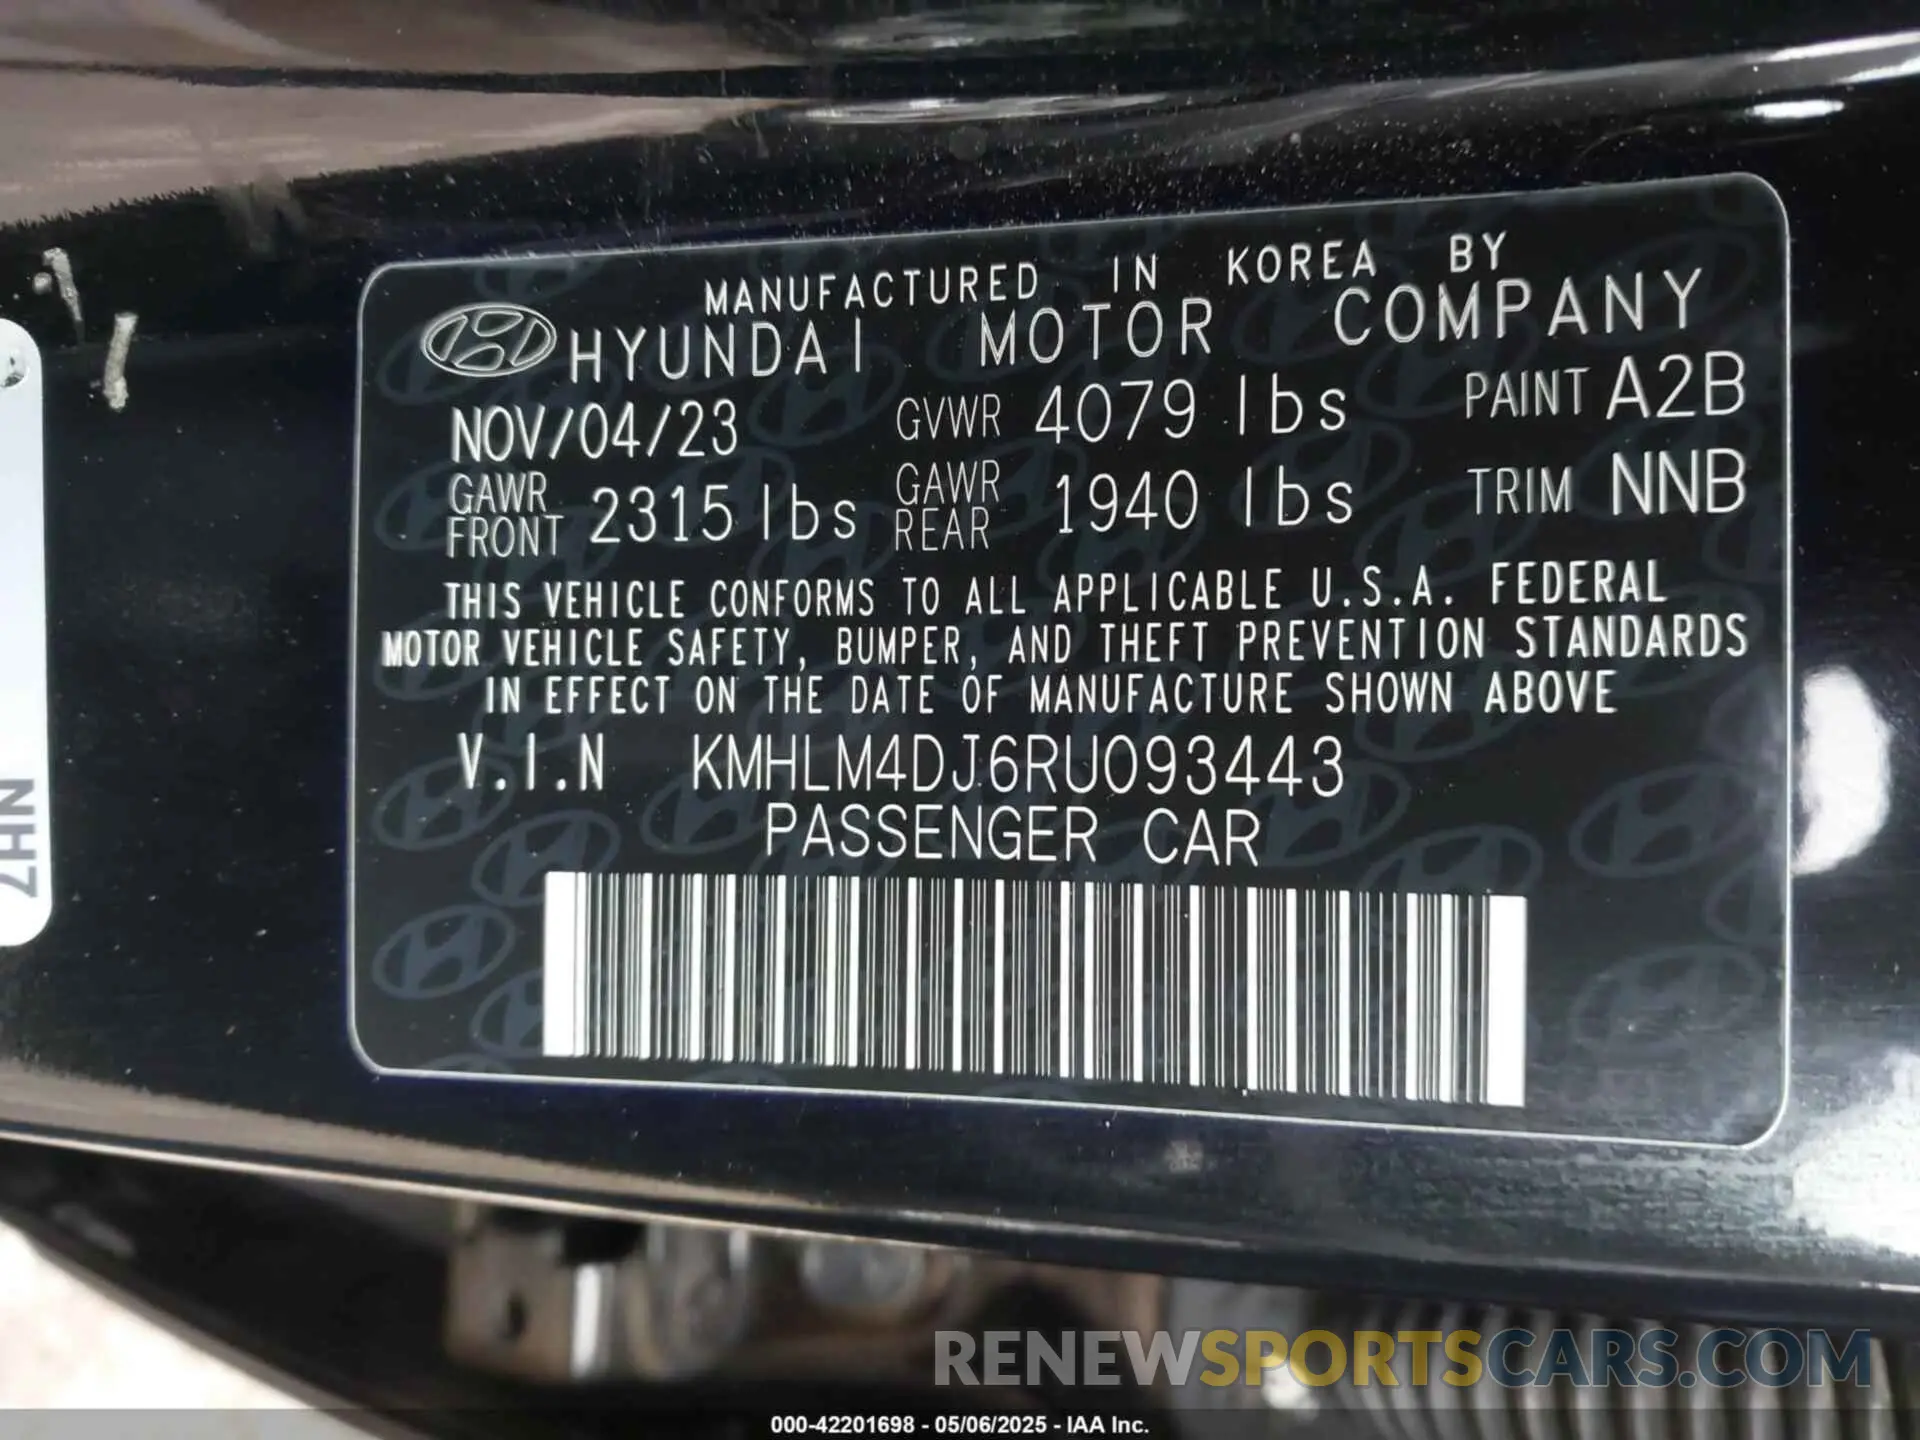 MANUFACTURED IN KOREA BY
HYUNDAI MOTOR COMPANY
NOV/04/23 GVWR 4079 lbs PAINT A2B
GAWR FRONT 2315 lbs GAWR REAR 1940 lbs TRIM NNB
THIS VEHICLE CONFORMS TO ALL APPLICABLE U.S.A. FEDERAL
MOTOR VEHICLE SAFETY, BUMPER, AND THEFT PREVENTION STANDARDS
IN EFFECT ON THE DATE OF MANUFACTURE SHOWN ABOVE
V.I.N KMHLM4DJ6RU093443
PASSENGER CAR
RENEWSPORTSCARS.COM
000-42201698 - 05/06/2025 - IAA Inc.